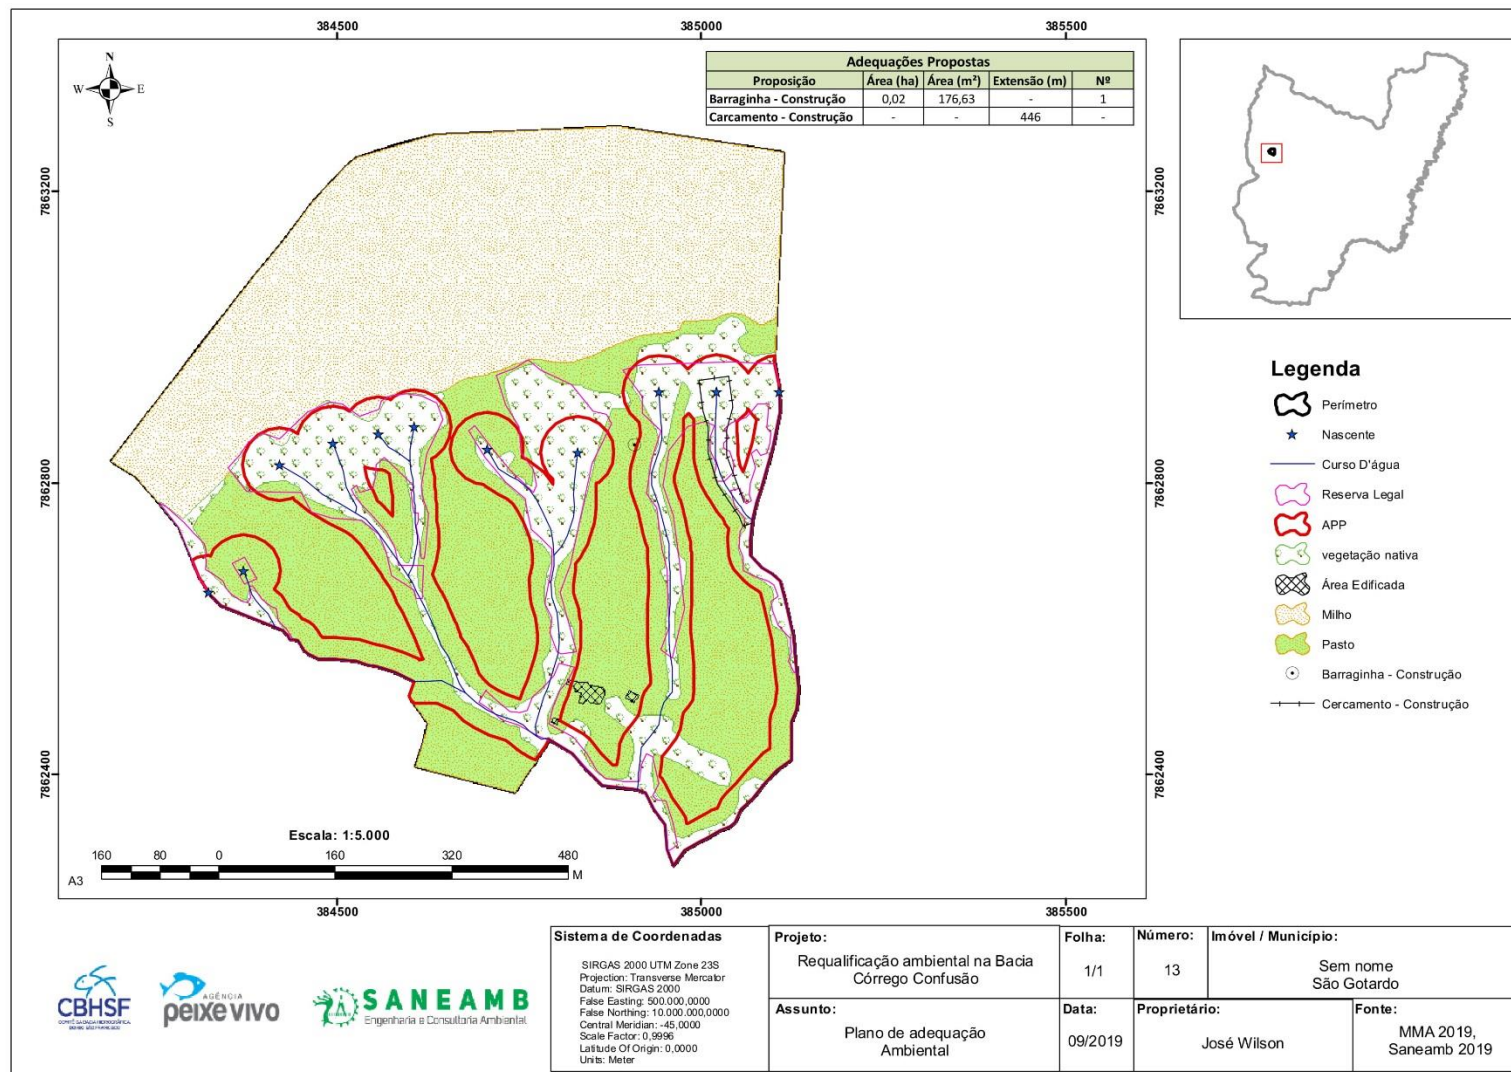 384500 385000 385500
N
W E
S
Adequações Propostas
Proposição Área (ha) Área (m²) Extensão (m) Nº
Barraginha - Construção 0,02 176,63 - 1
Carcamento - Construção - - 446 -
7863200 7863200
7862800 7862800
7862400 7862400
Legenda
Perímetro
Nascente
Curso D'água
Reserva Legal
APP
vegetação nativa
Área Edificada
Milho
Pasto
Barraginha - Construção
Cercamento - Construção
Escala: 1:5.000
160 80 0 160 320 480
M
A3
384500 385000 385500
CBHSF
AGÊNCIA
peixe vivo
SANEAMB
Engenharia e Consultoria Ambiental
Sistema de Coordenadas
SIRGAS 2000 UTM Zone 23S
Projection: Transverse Mercator
Datum: SIRGAS 2000
False Easting: 500.000,0000
False Northing: 10.000.000,0000
Central Meridian: -45,0000
Scale Factor: 0,9996
Latitude Of Origin: 0,0000
Units: Meter
Projeto:
Requalificação ambiental na Bacia
Córrego Confusão
Folha:
1/1
Número:
13
Imóvel / Município:
Sem nome
São Gotardo
Assunto:
Plano de adequação
Ambiental
Data:
09/2019
Proprietário:
José Wilson
Fonte:
MMA 2019,
Saneamb 2019